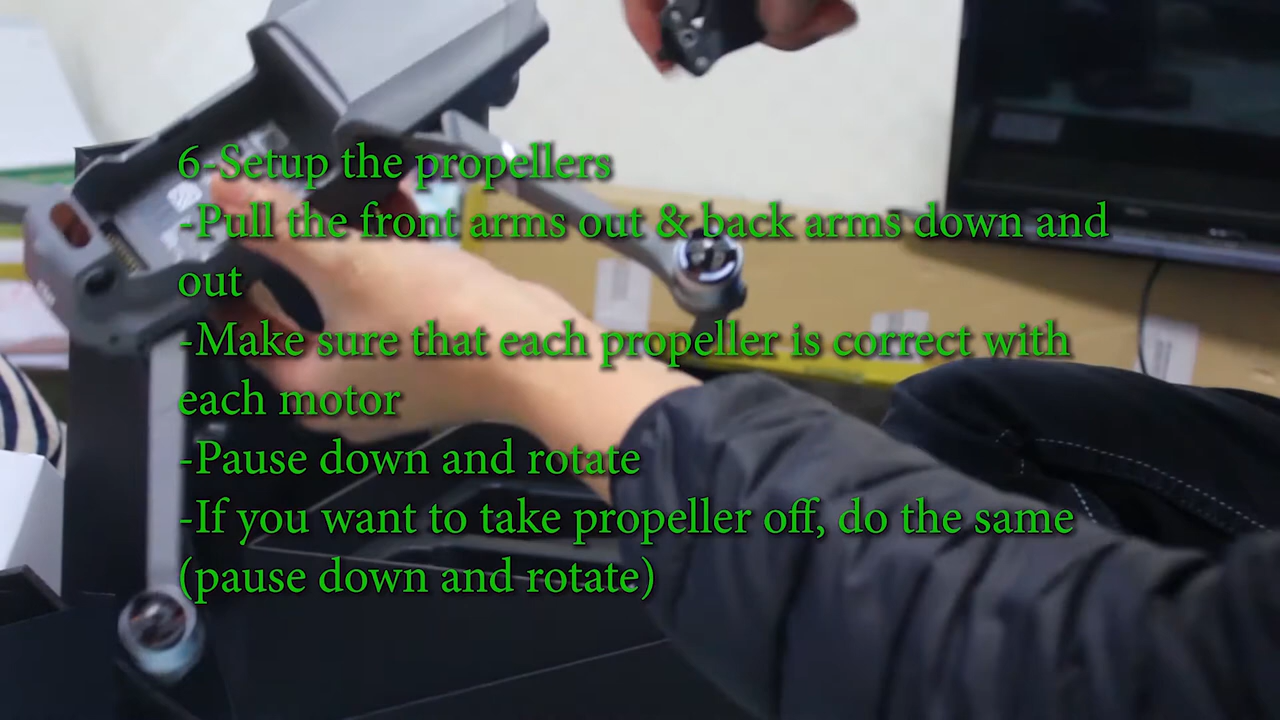 6-Setup the propellers
-Pull the front arms out & back arms down and
out
-Make sure that each propeller is correct with
each motor
-Pause down and rotate
-If you want to take propeller off, do the same
(pause down and rotate)